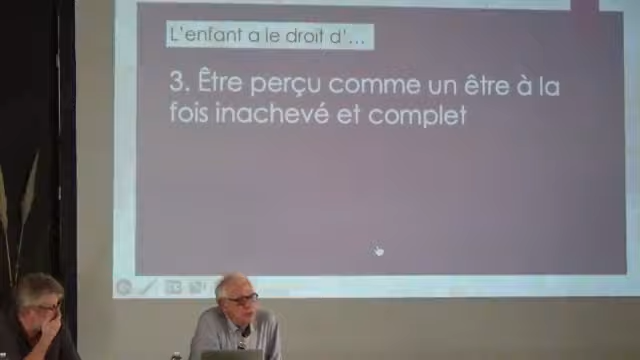 L'enfant a le droit d'...
3. Être perçu comme un être à la
fois inachevé et complet